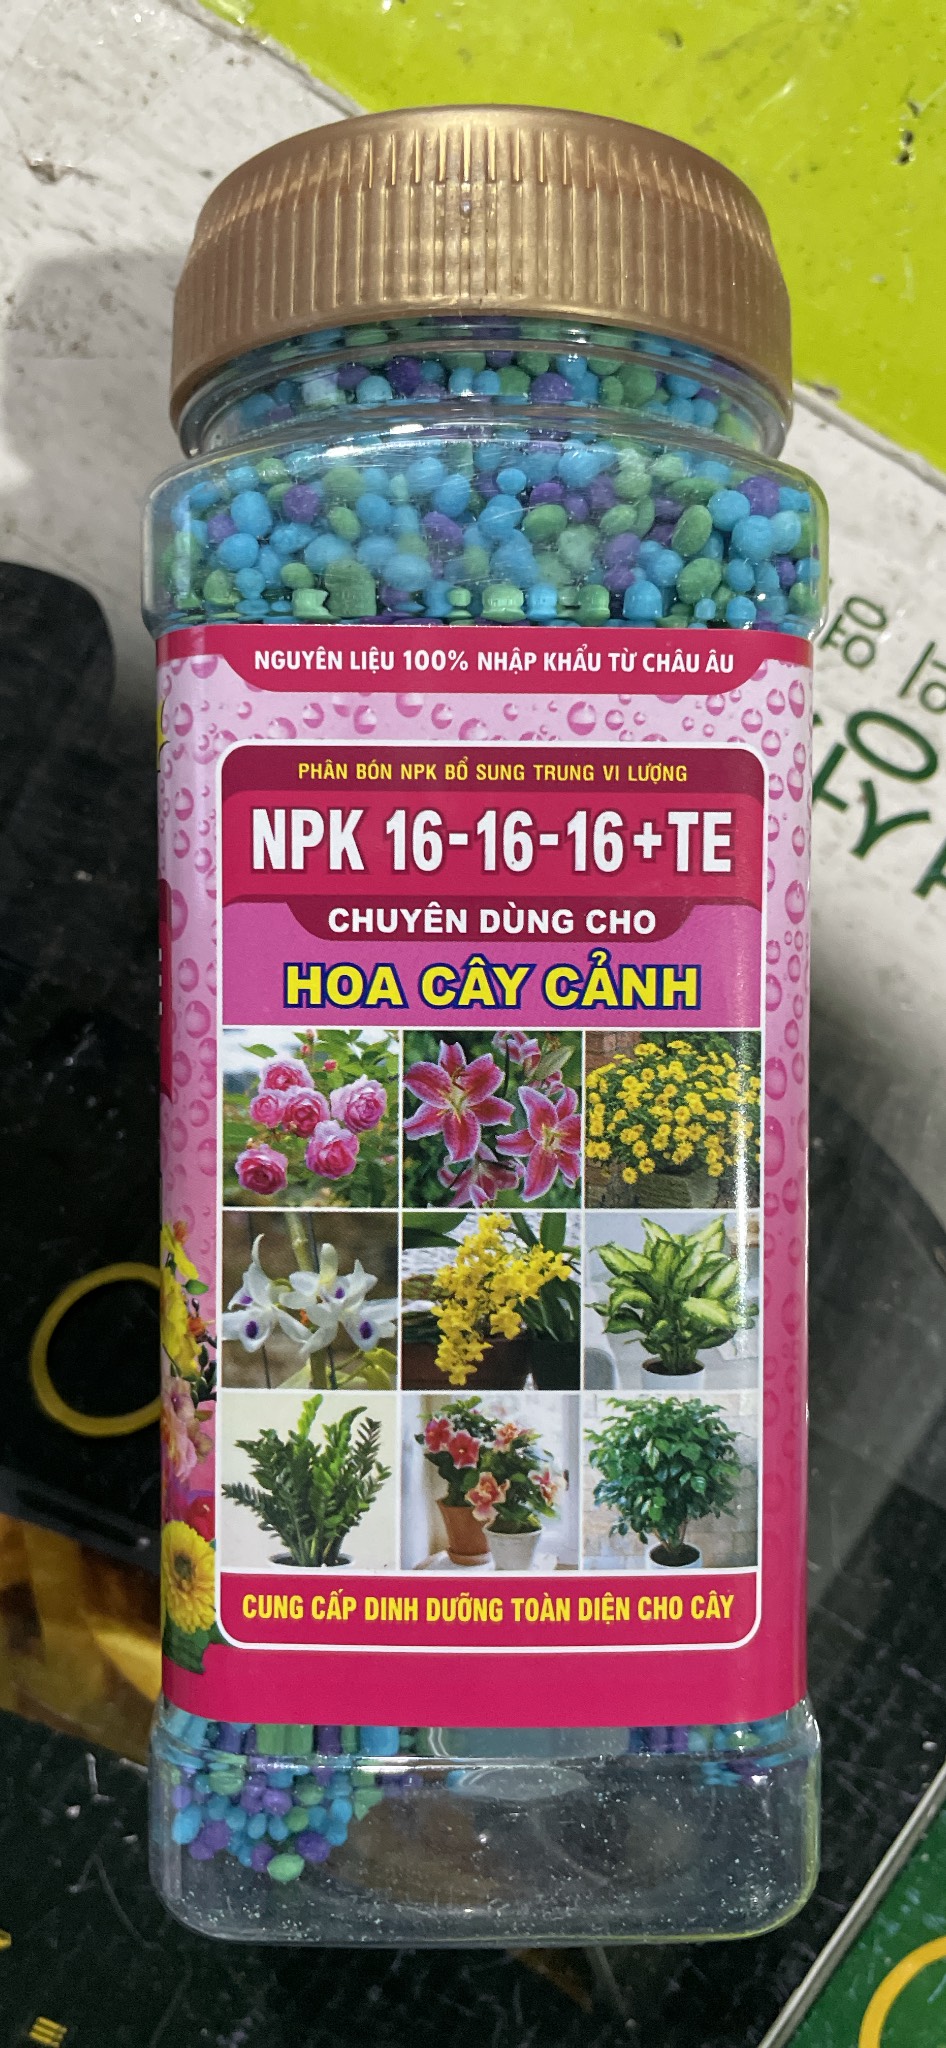 NGUYÊN LIỆU 100% NHẬP KHẨU TỪ CHÂU ÂU
PHÂN BÓN NPK BỔ SUNG TRUNG VI LƯỢNG
NPK 16-16-16+TE
CHUYÊN DÙNG CHO
HOA CÂY CẢNH
CUNG CẤP DINH DƯỠNG TOÀN DIỆN CHO CÂY